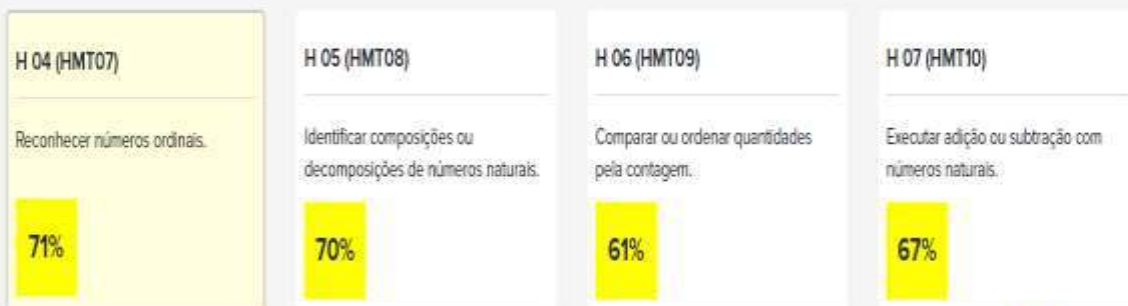 H 04 (HMT07)
Reconhecer números ordinais.
71%
H 05 (HMT08)
Identificar composições ou
decomposições de números naturais.
70%
H 06 (HMT09)
Comparar ou ordenar quantidades
pela contagem.
61%
H 07 (HMT10)
Executar adição ou subtração com
números naturais.
67%